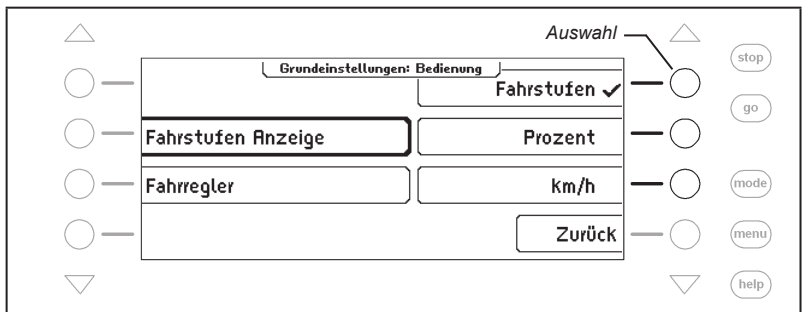 Auswahl
stop
Grundeinstellungen: Bedienung
Fahrstufen ✓
go
Fahrstufen Anzeige
Prozent
Fahrregler
km/h
mode
Zurück
menu
help